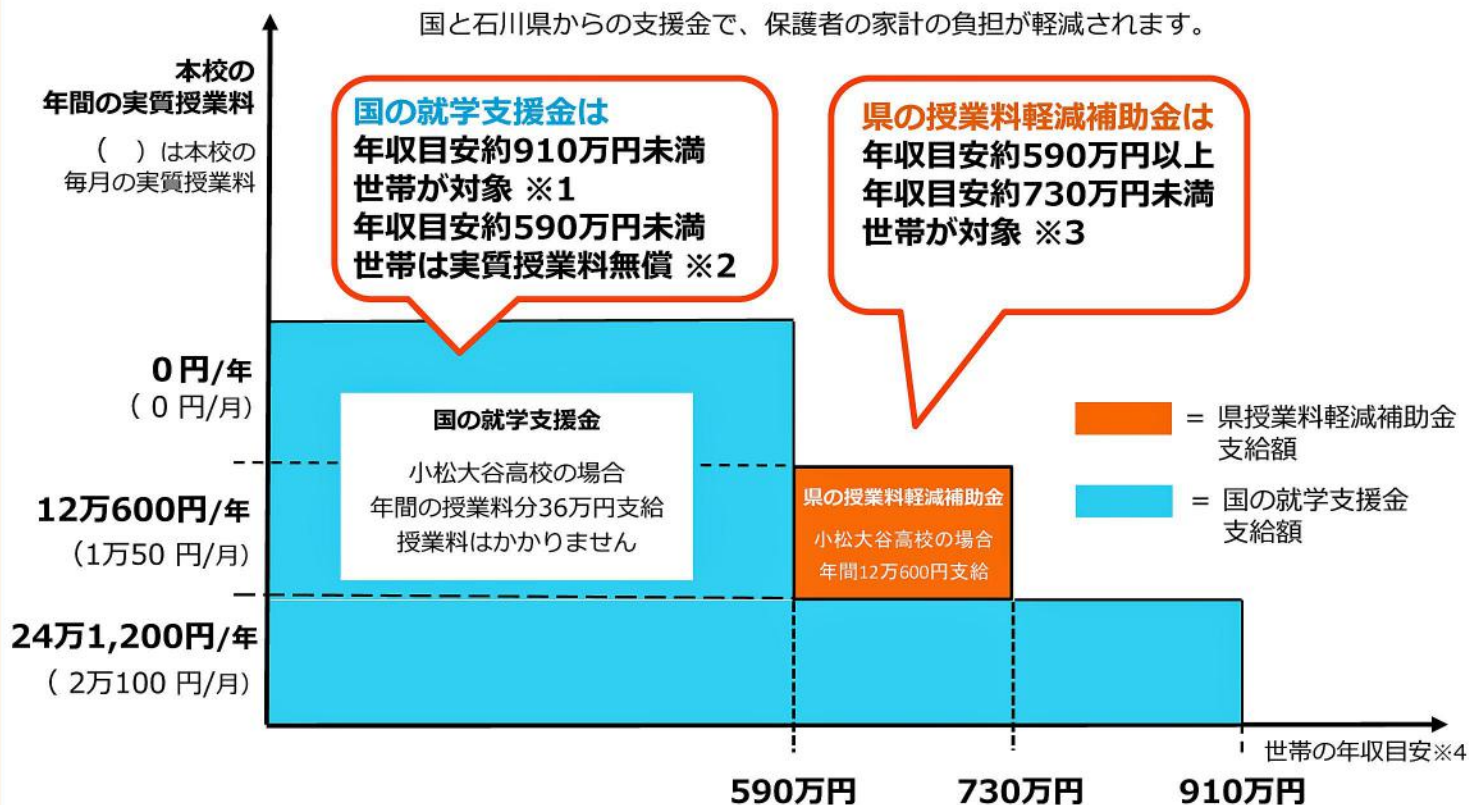 国と石川県からの支援金で、保護者の家計の負担が軽減されます。
本校の
年間の実質授業料
(　)は本校の
毎月の実質授業料
国の就学支援金は
年収目安約910万円未満
世帯が対象 ※1
年収目安約590万円未満
世帯は実質授業料無償 ※2
県の授業料軽減補助金は
年収目安約590万円以上
年収目安約730万円未満
世帯が対象 ※3
0円/年
( 0 円/月)
12万600円/年
(1万50 円/月)
24万1,200円/年
( 2万100 円/月)
国の就学支援金
小松大谷高校の場合
年間の授業料分36万円支給
授業料はかかりません
県の授業料軽減補助金
小松大谷高校の場合
年間12万600円支給
= 県授業料軽減補助金
支給額
= 国の就学支援金
支給額
世帯の年収目安※4
590万円
730万円
910万円